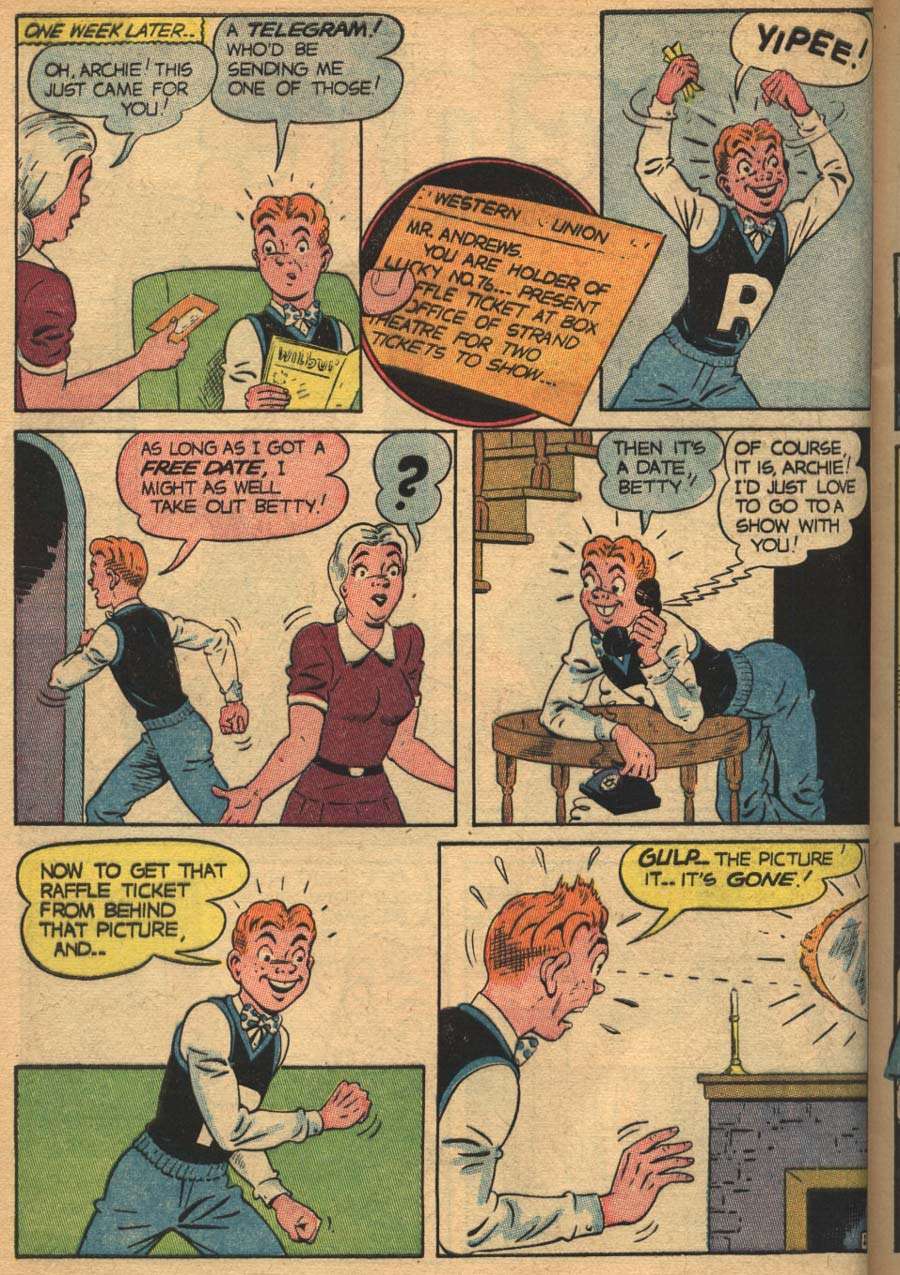 ONE WEEK LATER..
OH, ARCHIE! THIS
JUST CAME FOR
YOU!
A TELEGRAM!
WHO'D BE
SENDING ME
ONE OF THOSE!
WILBUR
WESTERN UNION
MR. ANDREWS.
YOU ARE HOLDER OF
LUCKY NO. 76.... PRESENT
RAFFLE TICKET AT BOX
OFFICE OF STRAND
THEATRE FOR TWO
TICKETS TO SHOW...
YIPEE!
R
AS LONG AS I GOT A
FREE DATE, I
MIGHT AS WELL
TAKE OUT BETTY!
?
THEN IT'S
A DATE,
BETTY!
OF COURSE,
IT IS, ARCHIE!
I'D JUST LOVE
TO GO TO A
SHOW WITH
YOU!
NOW TO GET THAT
RAFFLE TICKET
FROM BEHIND
THAT PICTURE,
AND...
GULP... THE PICTURE!
IT... IT'S GONE!